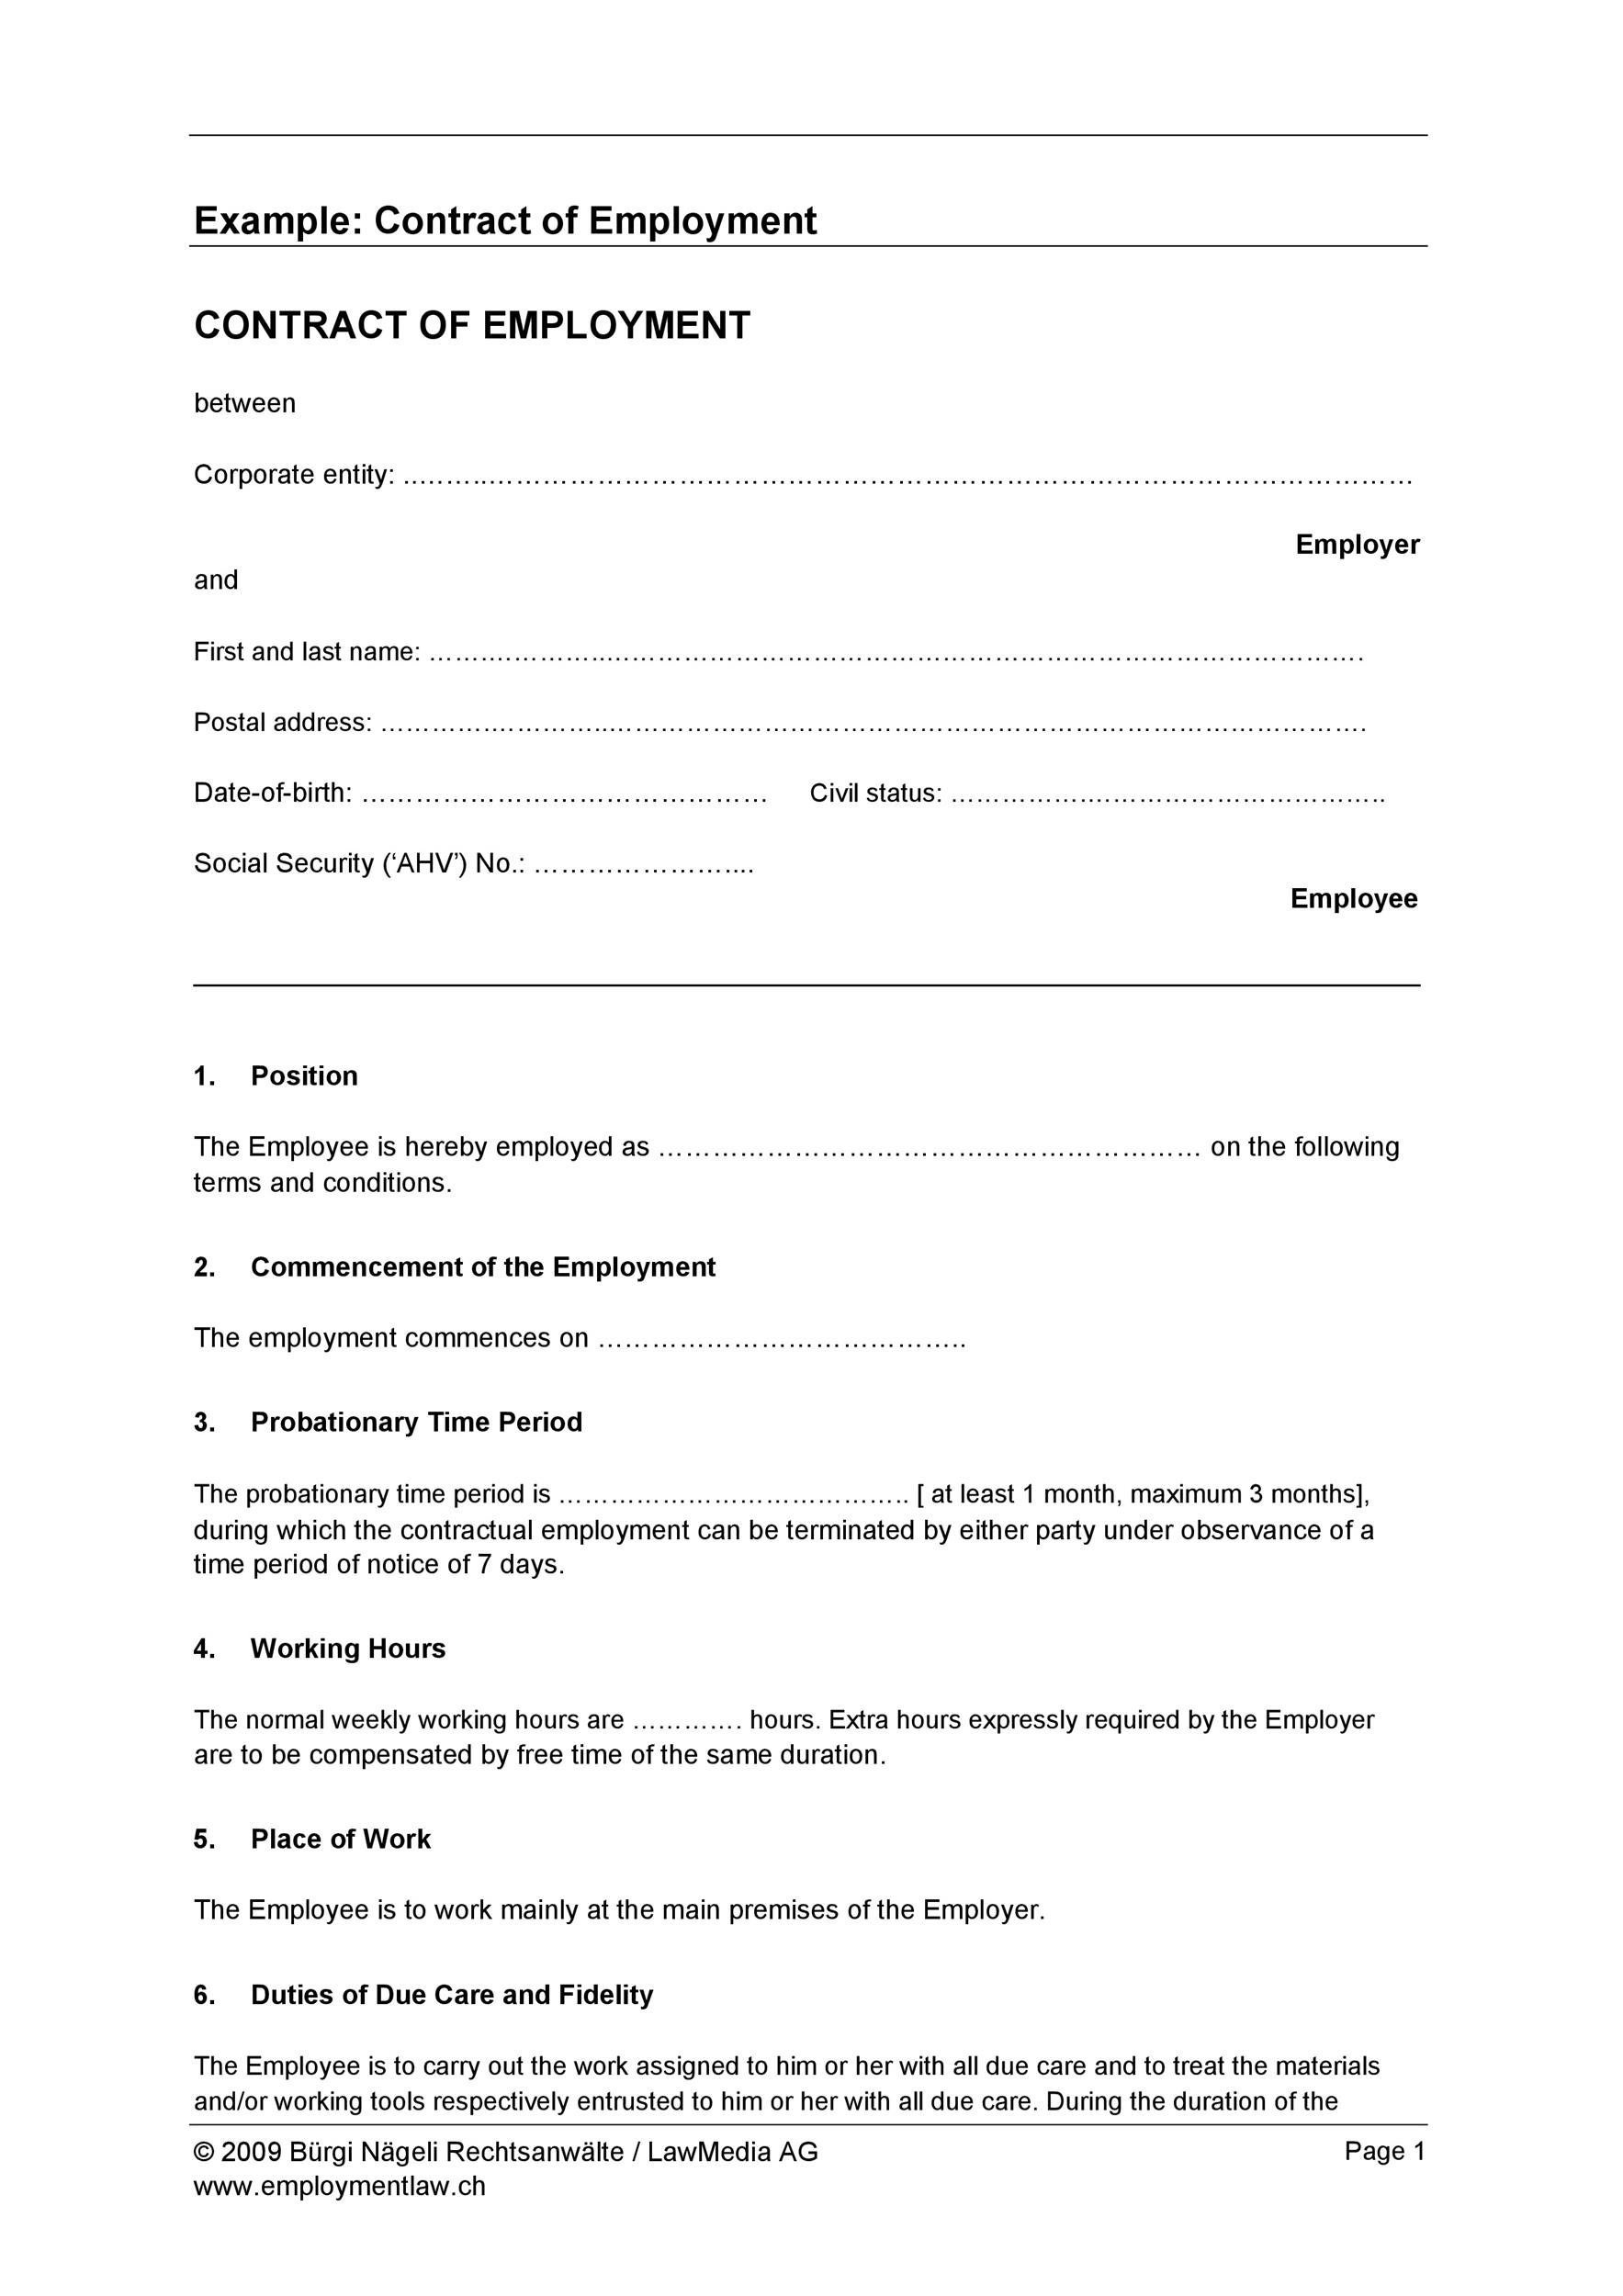 Example: Contract of Employment
CONTRACT OF EMPLOYMENT
between
Corporate entity: ……………………………………………………………………………………………………
Employer
and
First and last name: ……………………………………………………………………………………………….
Postal address: …………………………………………………………………………………………………….
Date-of-birth: ……………………………………… Civil status: …………………………………………..
Social Security (‘AHV’) No.: …………………...
Employee
1. Position
The Employee is hereby employed as …………………………………………………… on the following
terms and conditions.
2. Commencement of the Employment
The employment commences on …………………………………..
3. Probationary Time Period
The probationary time period is ………………………………….. [ at least 1 month, maximum 3 months],
during which the contractual employment can be terminated by either party under observance of a
time period of notice of 7 days.
4. Working Hours
The normal weekly working hours are …………. hours. Extra hours expressly required by the Employer
are to be compensated by free time of the same duration.
5. Place of Work
The Employee is to work mainly at the main premises of the Employer.
6. Duties of Due Care and Fidelity
The Employee is to carry out the work assigned to him or her with all due care and to treat the materials
and/or working tools respectively entrusted to him or her with all due care. During the duration of the
© 2009 Bürgi Nägeli Rechtsanwälte / LawMedia AG Page 1
www.employmentlaw.ch